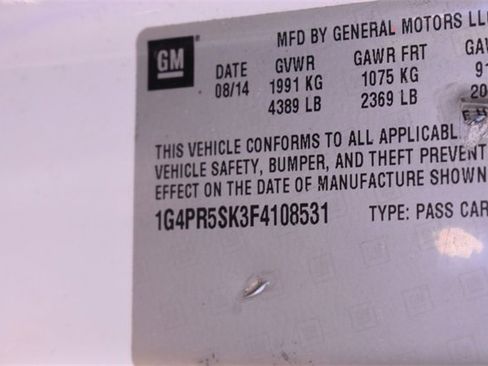 MFD BY GENERAL MOTORS LLC
GM
DATE GVWR GAWR FRT
08/14 1991 KG 1075 KG
4389 LB 2369 LB
THIS VEHICLE CONFORMS TO ALL
VEHICLE SAFETY, BUMPER, AND THEFT
EFFECT ON THE DATE OF MANUFACTURE SHOWN
1G4PR5SK3F4108531 TYPE: PASS CAR